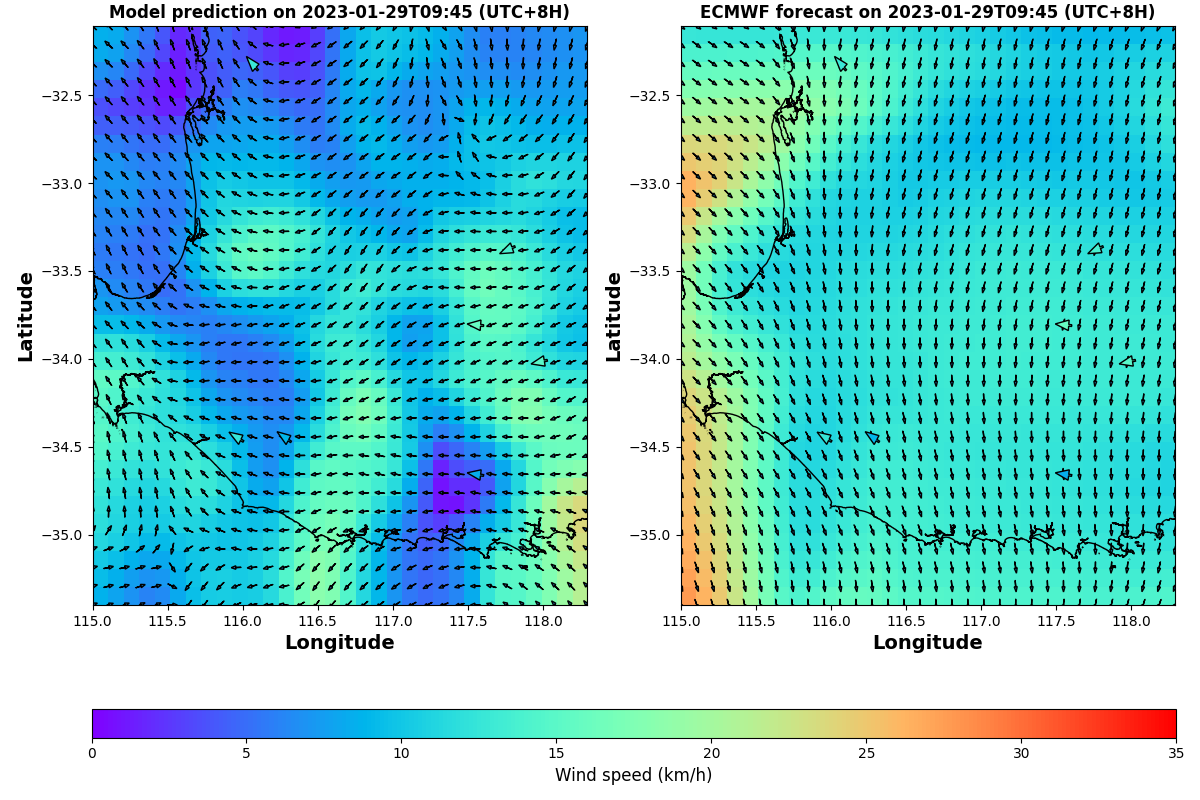 Model prediction on 2023-01-29T09:45 (UTC+8H)
ECMWF forecast on 2023-01-29T09:45 (UTC+8H)
Latitude
−32.5
−33.0
−33.5
−34.0
−34.5
−35.0
115.0 115.5 116.0 116.5 117.0 117.5 118.0
Longitude
Latitude
−32.5
−33.0
−33.5
−34.0
−34.5
−35.0
115.0 115.5 116.0 116.5 117.0 117.5 118.0
Longitude
0 5 10 15 20 25 30 35
Wind speed (km/h)